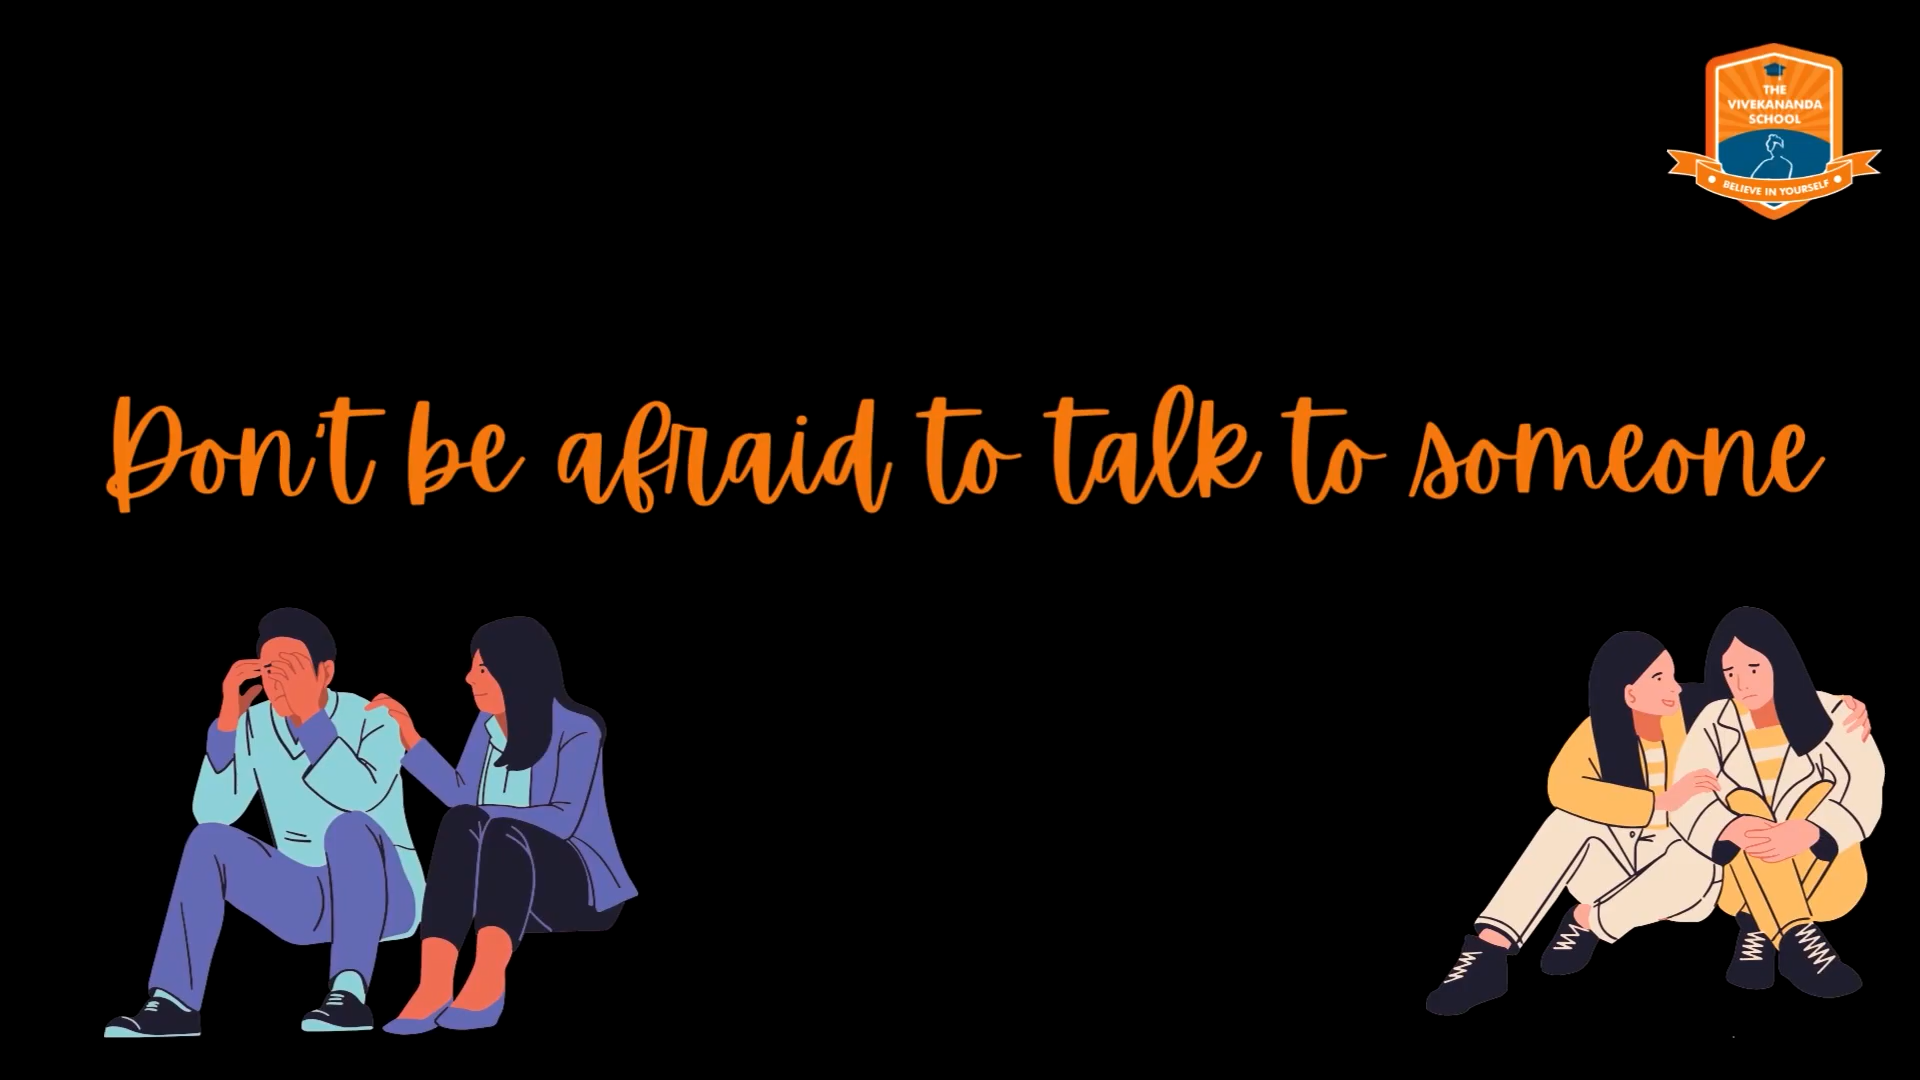 THE
VIVEKANANDA
SCHOOL
BELIEVE IN YOURSELF
Don't be afraid to talk to someone